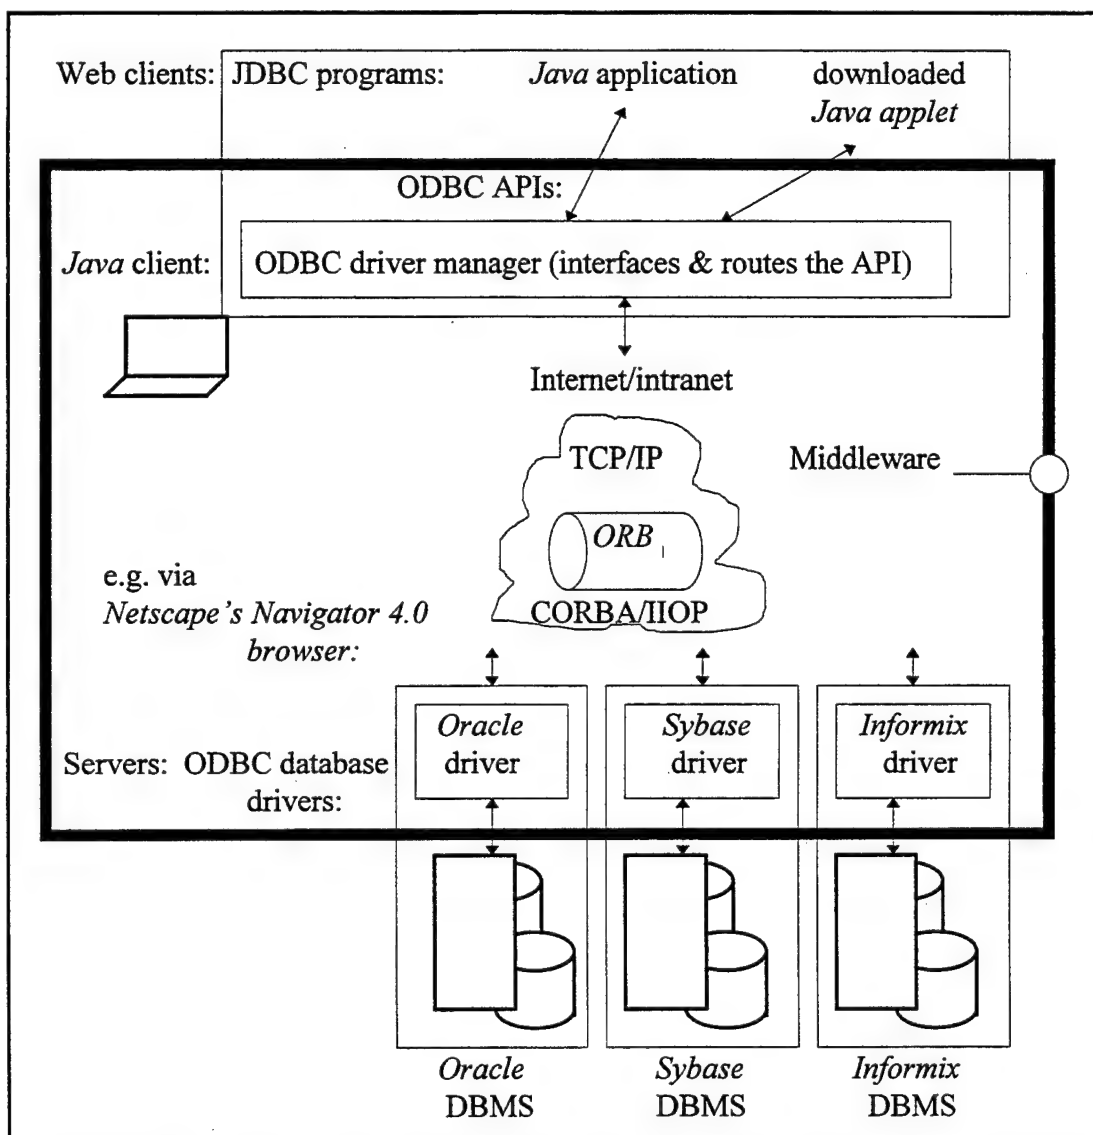 Web clients: JDBC programs: Java application downloaded
Java applet
ODBC APIs:
Java client: ODBC driver manager (interfaces & routes the API)
Internet/intranet
TCP/IP Middleware
ORB
e.g. via
Netscape's Navigator 4.0 CORBA/IIOP
browser:
Oracle Sybase Informix
Servers: ODBC database driver driver driver
drivers:
Oracle Sybase Informix
DBMS DBMS DBMS